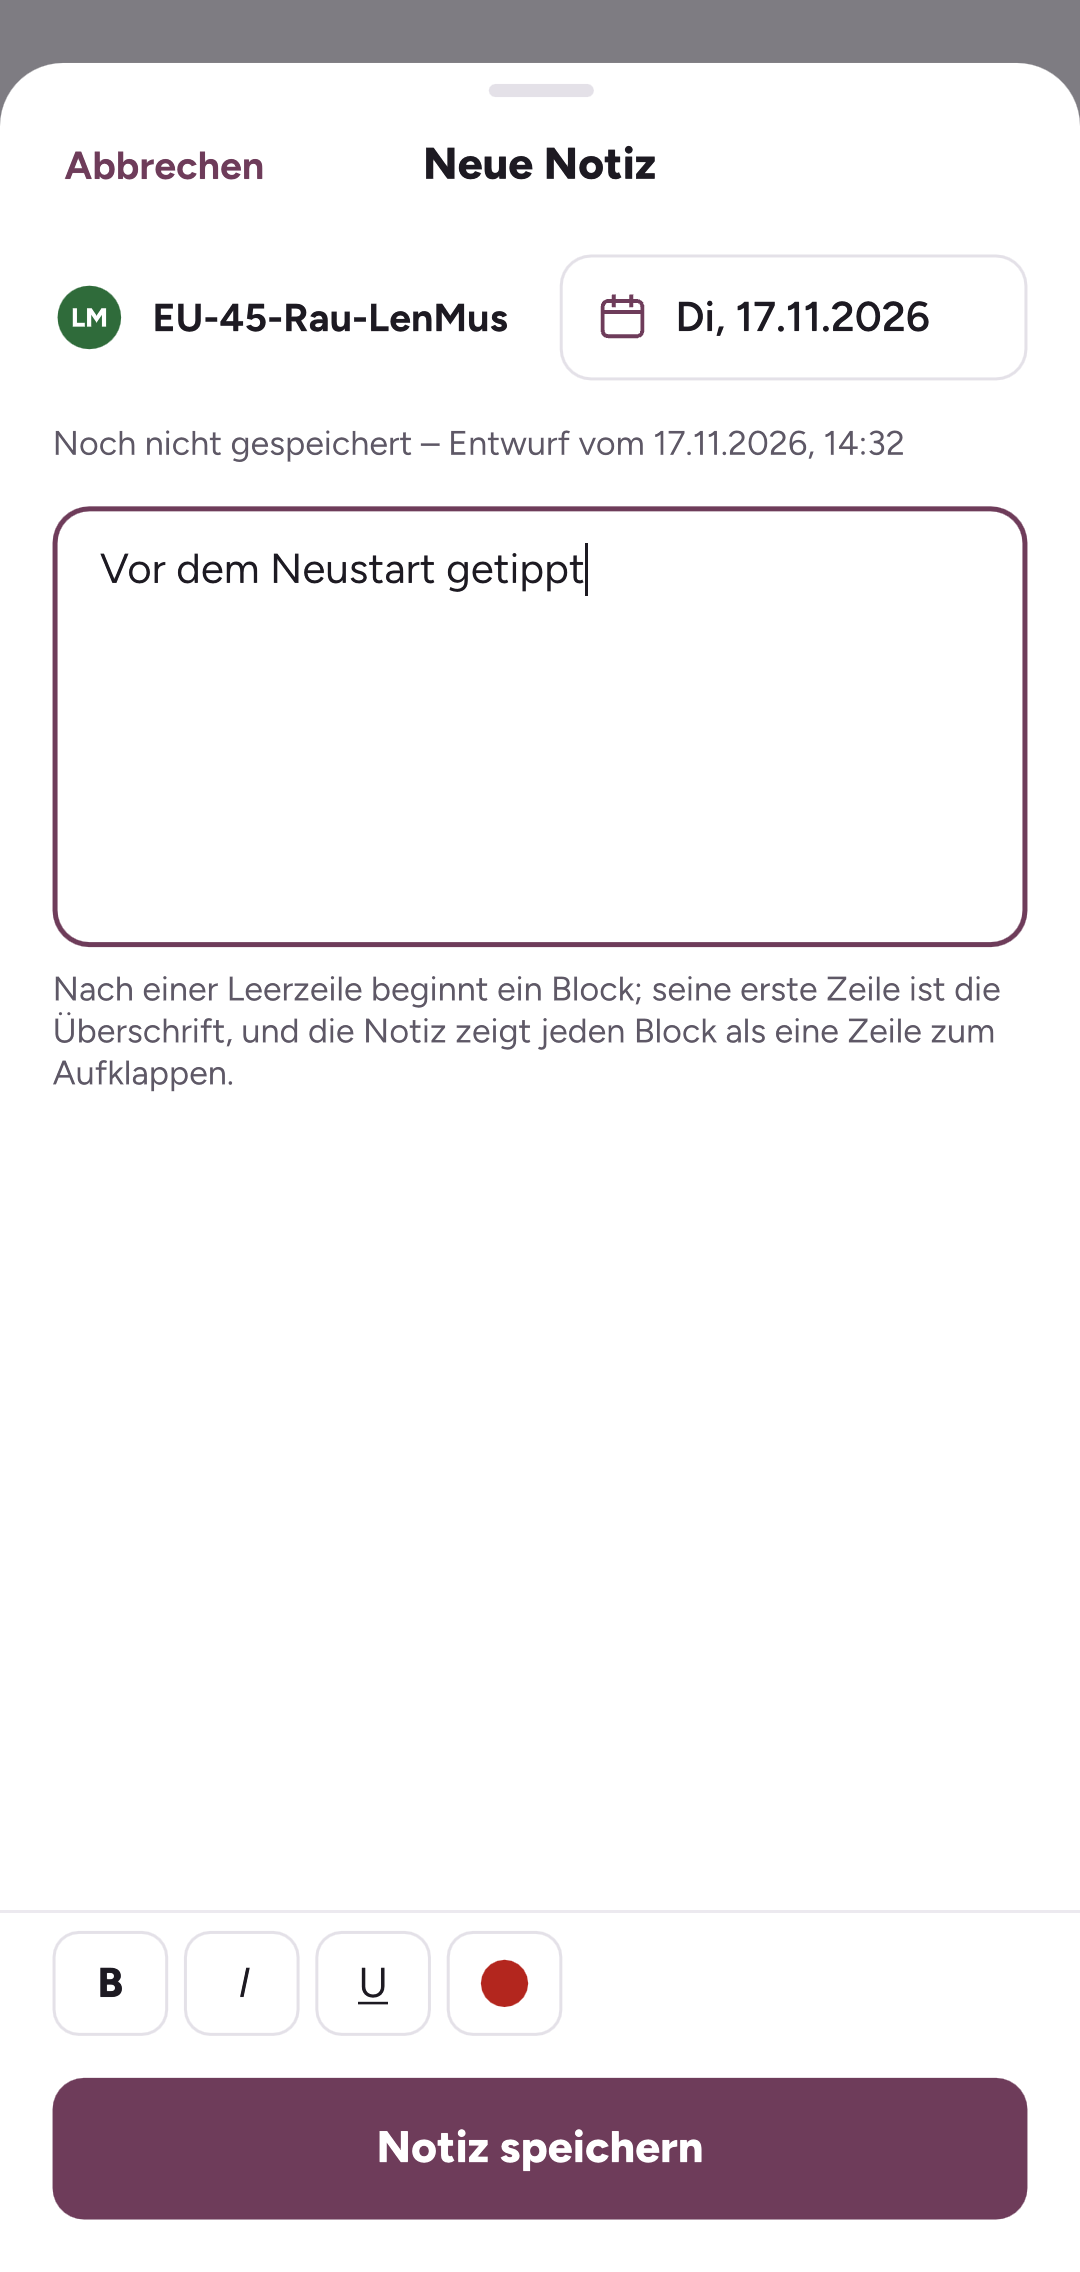 Abbrechen
Neue Notiz
LM
EU-45-Rau-LenMus
Di, 17.11.2026
Noch nicht gespeichert – Entwurf vom 17.11.2026, 14:32
Vor dem Neustart getippt
Nach einer Leerzeile beginnt ein Block; seine erste Zeile ist die
Überschrift, und die Notiz zeigt jeden Block als eine Zeile zum
Aufklappen.
B
I
U
Notiz speichern